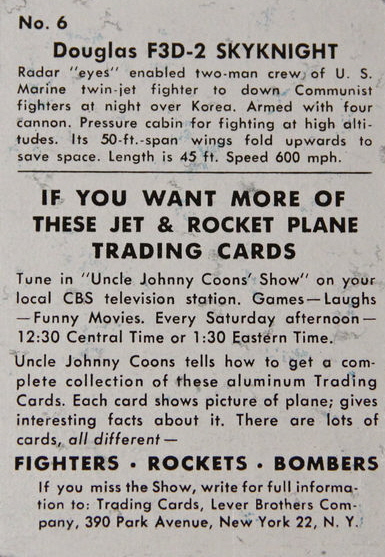 No. 6
Douglas F3D-2 SKYKNIGHT
Radar "eyes" enabled two-man crew, of U. S.
Marine twin-jet fighter to down Communist
fighters at night over Korea. Armed with four
cannon. Pressure cabin for fighting at high alti-
tudes. Its 50-ft.-span wings fold upwards to
save space. Length is 45 ft. Speed 600 mph.
IF YOU WANT MORE OF
THESE JET & ROCKET PLANE
TRADING CARDS
Tune in "Uncle Johnny Coons' Show" on your
local CBS television station. Games—Laughs
—Funny Movies. Every Saturday afternoon—
12:30 Central Time or 1:30 Eastern Time.
Uncle Johnny Coons tells how to get a com-
plete collection of these aluminum Trading
Cards. Each card shows picture of plane; gives
interesting facts about it. There are lots of
cards, all different—
FIGHTERS • ROCKETS • BOMBERS
If you miss the Show, write for full informa-
tion to: Trading Cards, Lever Brothers Com-
pany, 390 Park Avenue, New York 22, N. Y.